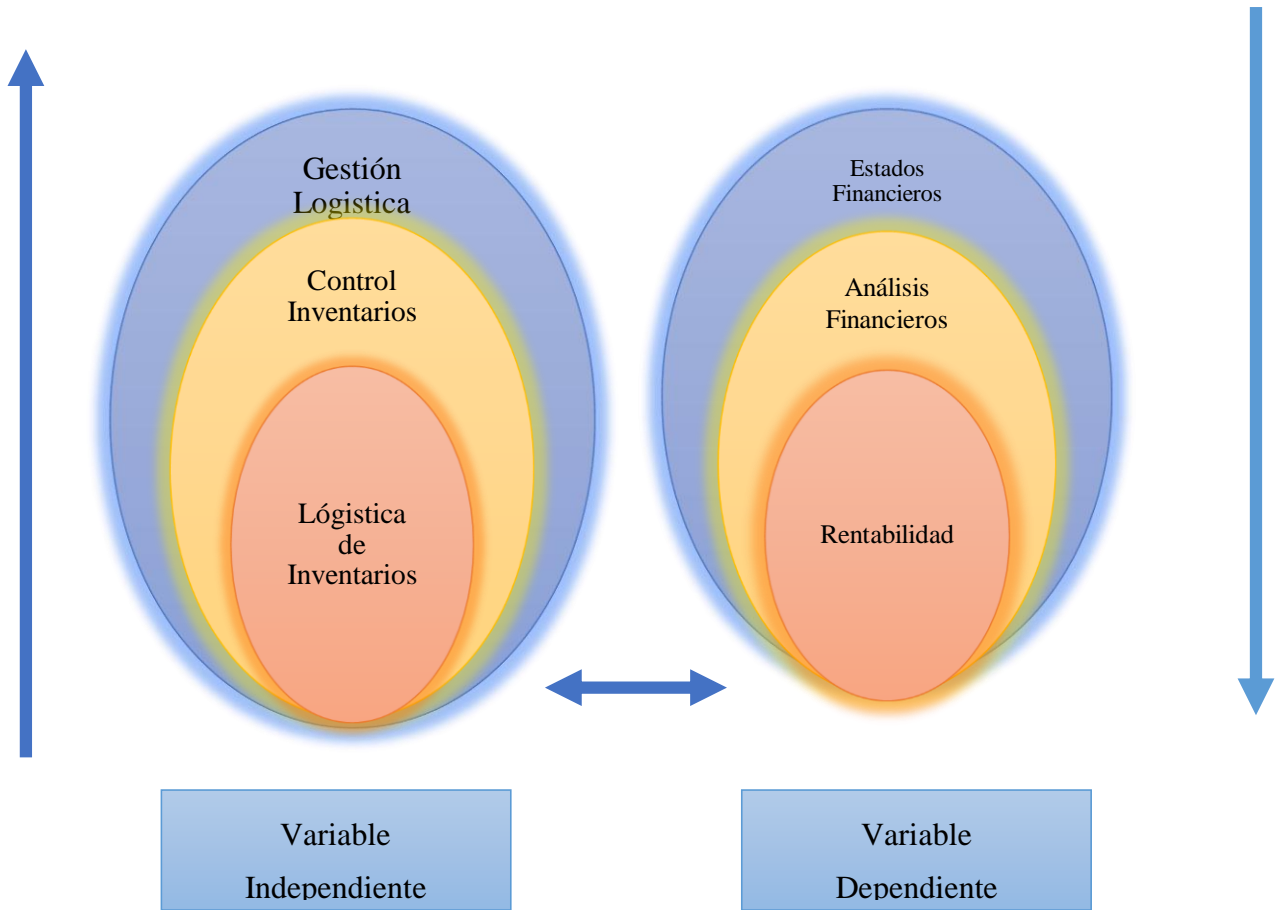 Gestión
Logistica
Control
Inventarios
Lógistica
de
Inventarios
Estados
Financieros
Análisis
Financieros
Rentabilidad
Variable
Independiente
Variable
Dependiente